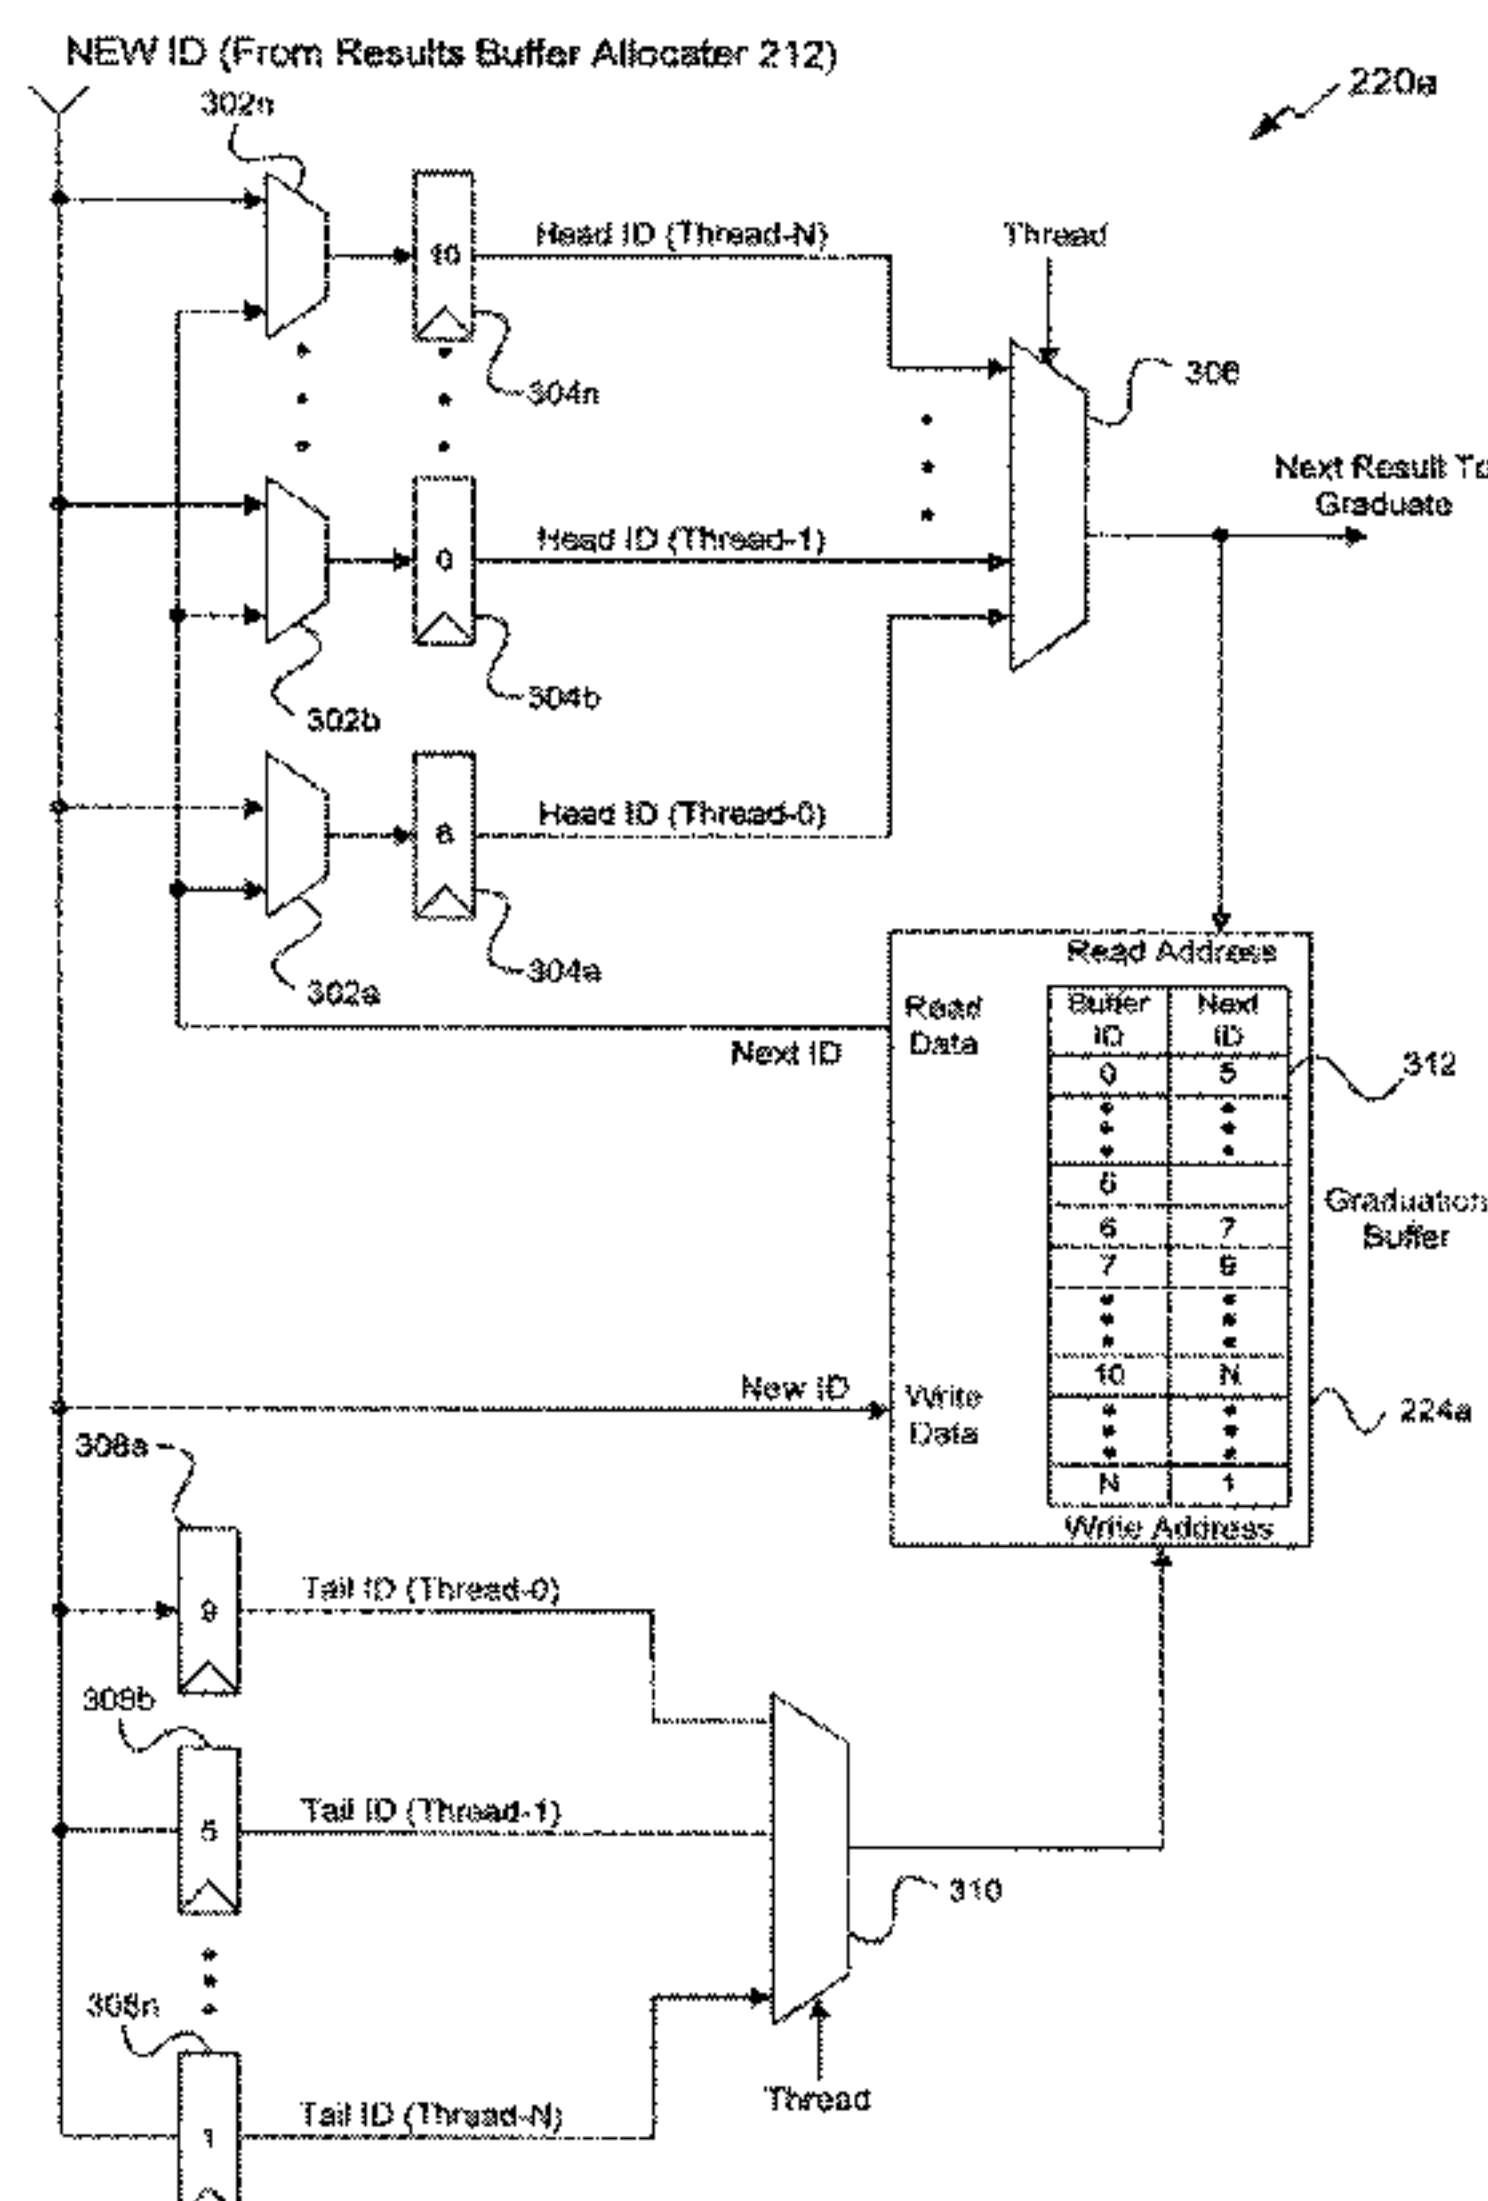 NEW ID (From Results Buffer Allocater 212)
220a
302n
10
Head ID (Thread-N)
Thread
304n
306
Next Result To
Graduate
0
Head ID (Thread-1)
302b
304b
Head ID (Thread-0)
302a
304a
Read Address
Read
Data
Buffer
ID
Next
ID
Next ID
0 5
312
5
6 7
7
Graduation
Buffer
10 N
New ID
Write
Data
224a
N 1
Write Address
308a
9
Tail ID (Thread-0)
308b
5
Tail ID (Thread-1)
310
308n
1
Tail ID (Thread-N)
Thread